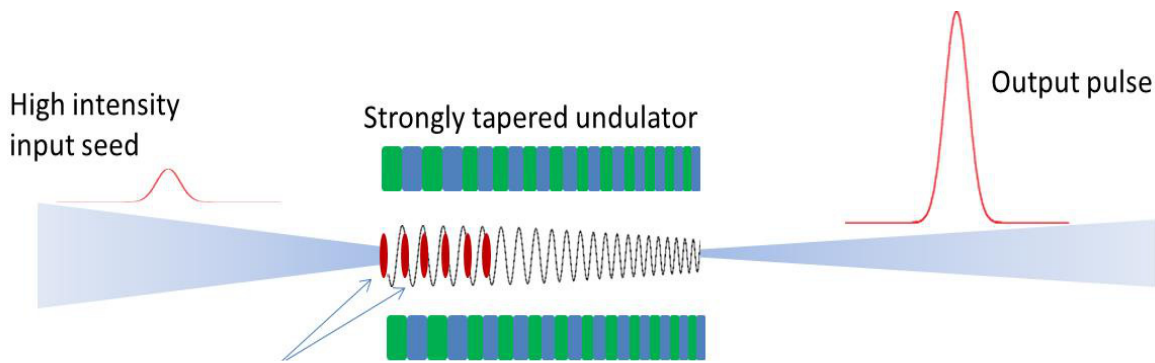 High intensity
input seed
Strongly tapered undulator
Output pulse